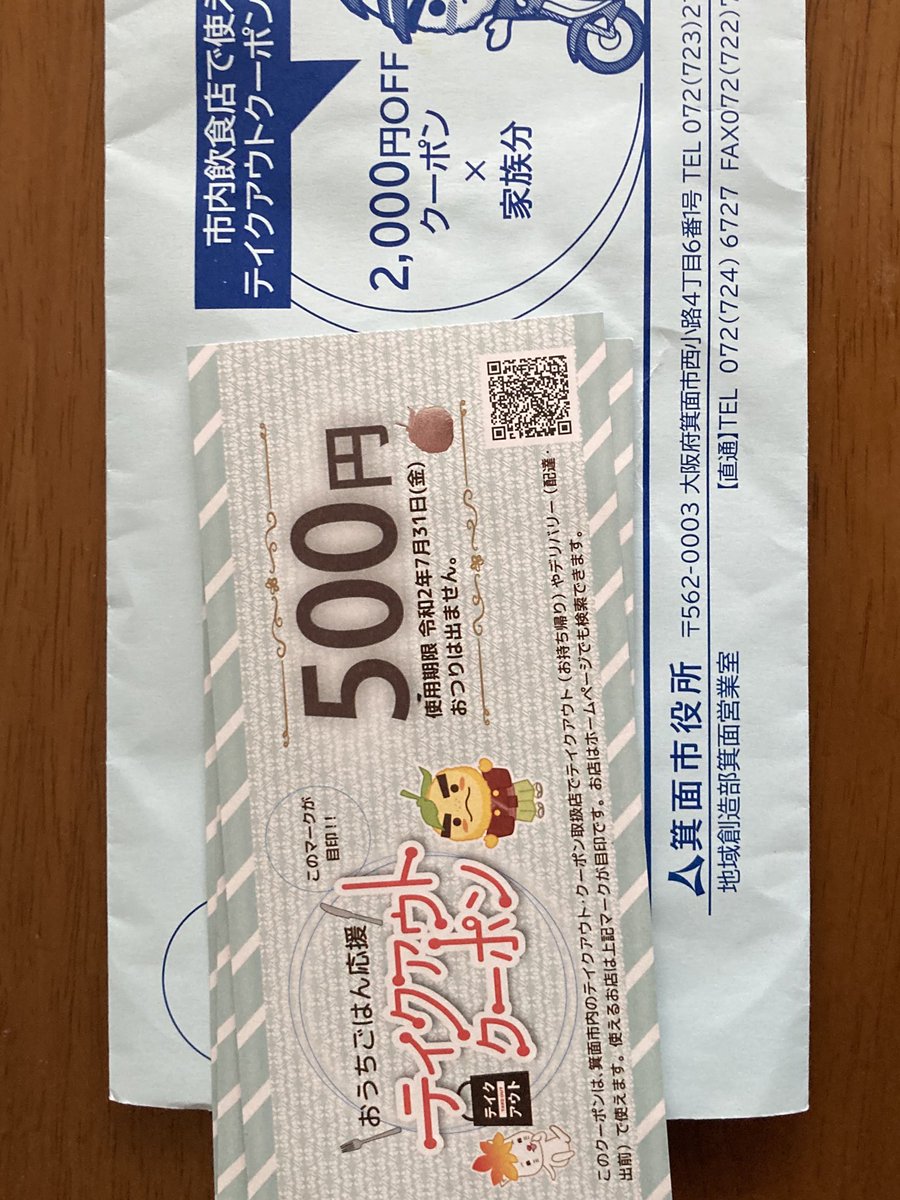 市内飲食店で使え
テイクアウトクーポン
2,000円OFF
クーポン
×
家族分
箕面市役所 〒562-0003 大阪府箕面市西小路4丁目6番1号 TEL 072(723)2
地域創造部箕面営業室 【直通】TEL 072(724)6727 FAX072(722)7
おうちごはん応援
テイクアウト
クーポン
このマークが
目印!!
テイク
アウト
500円
使用期限 令和2年7月31日(金)
おつりは出ません。
このクーポンは、箕面市内のテイクアウト・クーポン取扱店でテイクアウト(お持ち帰り)やデリバリー(配達・
出前)で使えます。使えるお店は上記マークが目印です。お店はホームページでも検索できます。